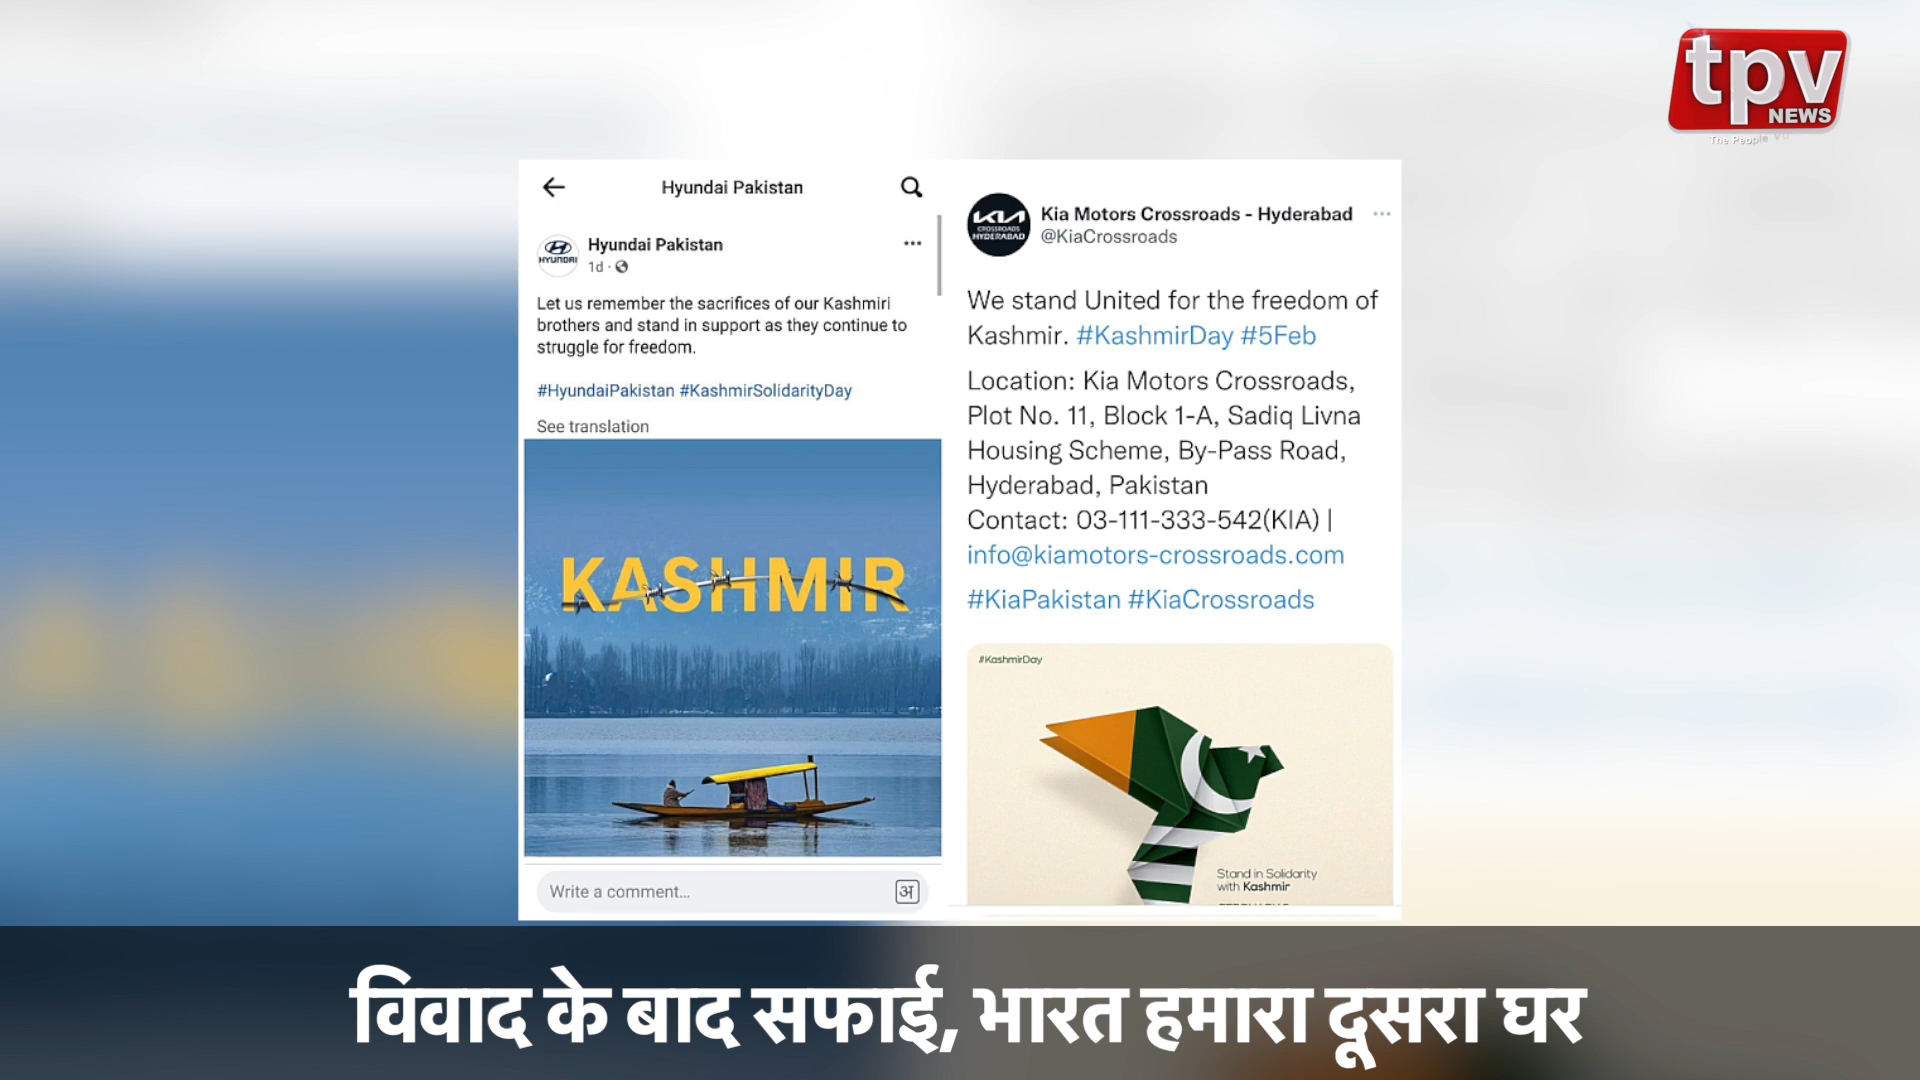 tpv
NEWS
The People
Hyundai Pakistan
HYUNDAI
Hyundai Pakistan
1d ·
Let us remember the sacrifices of our Kashmiri
brothers and stand in support as they continue to
struggle for freedom.
#HyundaiPakistan #KashmirSolidarityDay
See translation
KASHMIR
Write a comment...
अ
KIA
CROSSROADS
HYDERABAD
Kia Motors Crossroads - Hyderabad
@KiaCrossroads
We stand United for the freedom of
Kashmir. #KashmirDay #5Feb
Location: Kia Motors Crossroads,
Plot No. 11, Block 1-A, Sadiq Livna
Housing Scheme, By-Pass Road,
Hyderabad, Pakistan
Contact: 03-111-333-542(KIA) |
info@kiamotors-crossroads.com
#KiaPakistan #KiaCrossroads
#KashmirDay
Stand in Solidarity
with Kashmir
विवाद के बाद सफाई, भारत हमारा दूसरा घर